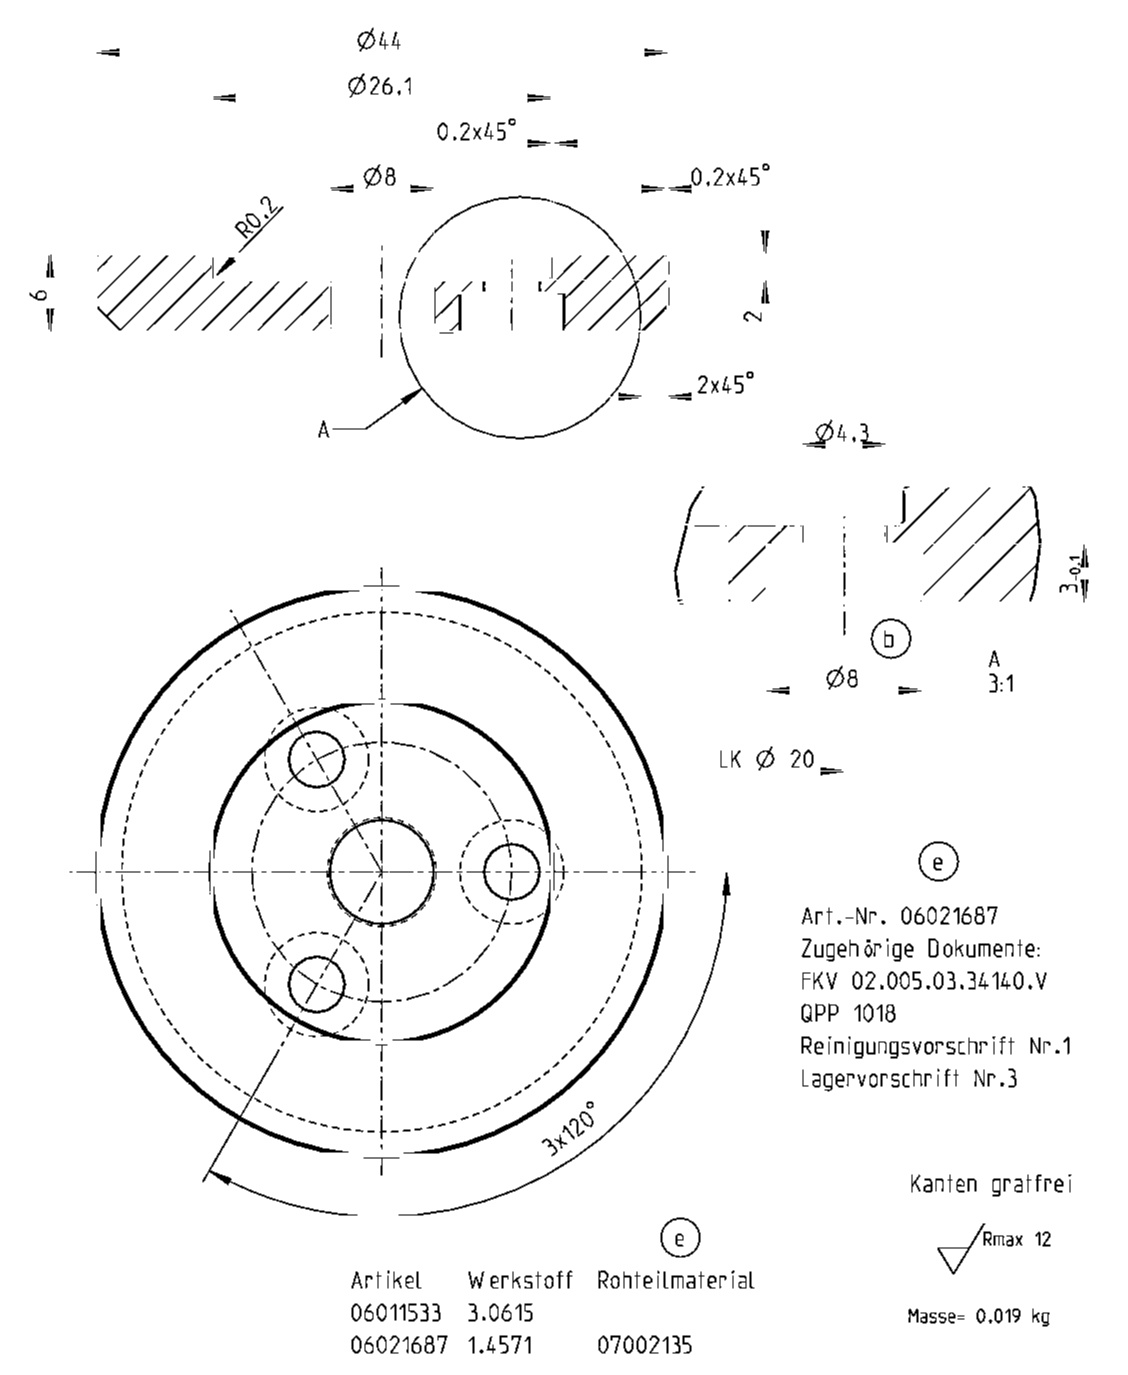 Ø44
Ø26.1
0.2x45°
Ø8
0.2x45°
R0.2
6
2
2x45°
A
Ø4.3
3-0.1
b
A
3:1
Ø8
LK Ø 20
e
Art.-Nr. 06021687
Zugehörige Dokumente:
FKV 02.005.03.34140.V
QPP 1018
Reinigungsvorschrift Nr.1
Lagervorschrift Nr.3
3x120°
Kanten gratfrei
Rmax 12
e
Artikel Werkstoff Rohteilmaterial
06011533 3.0615
06021687 1.4571 07002135
Masse= 0.019 kg